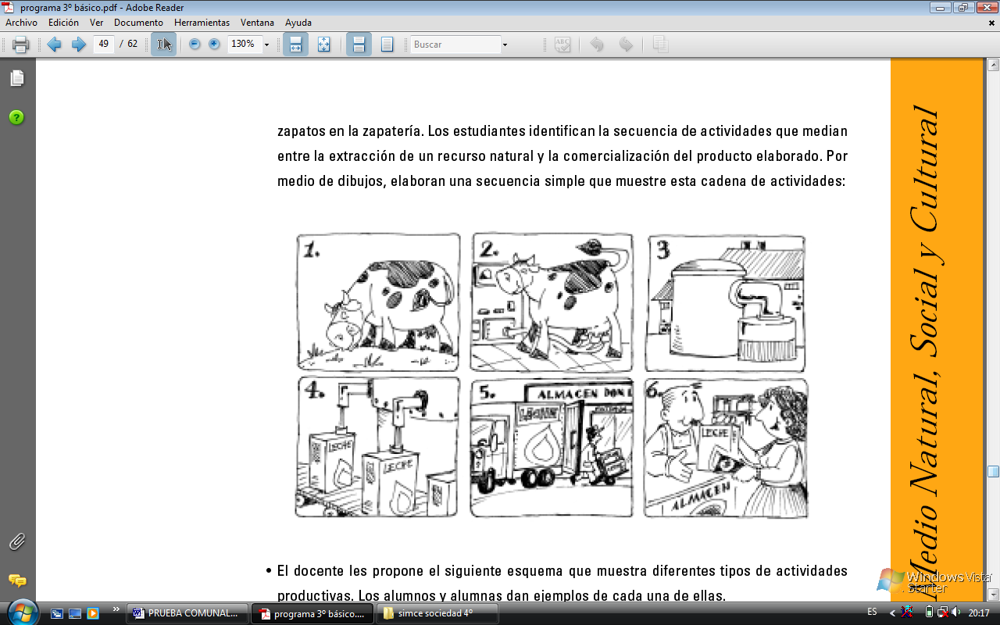 programa 3º básico.pdf - Adobe Reader
Archivo Edición Ver Documento Herramientas Ventana Ayuda
49 / 62 130% Buscar
zapatos en la zapatería. Los estudiantes identifican la secuencia de actividades que median
entre la extracción de un recurso natural y la comercialización del producto elaborado. Por
medio de dibujos, elaboran una secuencia simple que muestre esta cadena de actividades:
1. 2. 3
4. 5. 6.
LECHE
LECHE
ALMACEN DON
LECHE
ALMACEN
• El docente les propone el siguiente esquema que muestra diferentes tipos de actividades
productivas. Los alumnos y alumnas dan ejemplos de cada una de ellas.
Medio Natural, Social y Cultural
Windows Vista
Starter
PRUEBA COMUNAL... programa 3º básico.... simce sociedad 4º ES 20:17